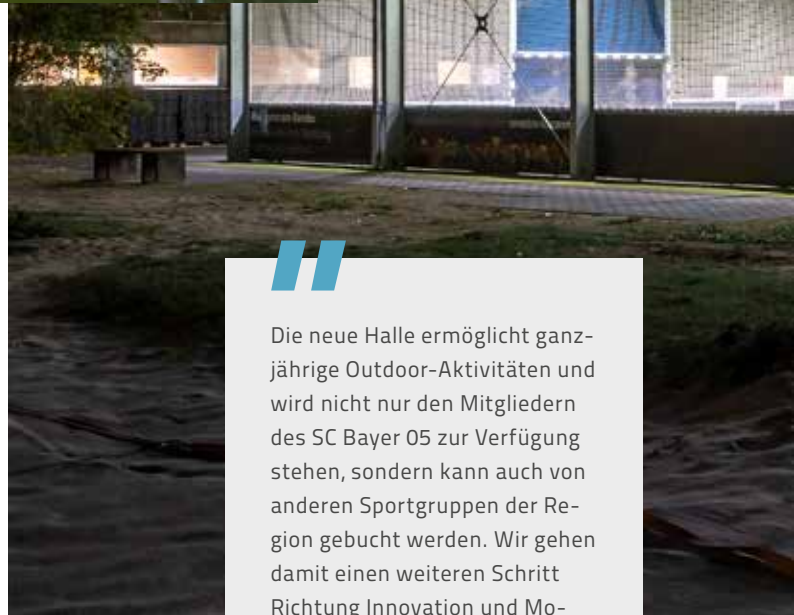 Die neue Halle ermöglicht ganz-
jährige Outdoor-Aktivitäten und
wird nicht nur den Mitgliedern
des SC Bayer 05 zur Verfügung
stehen, sondern kann auch von
anderen Sportgruppen der Re-
gion gebucht werden. Wir gehen
damit einen weiteren Schritt
Richtung Innovation und Mo-